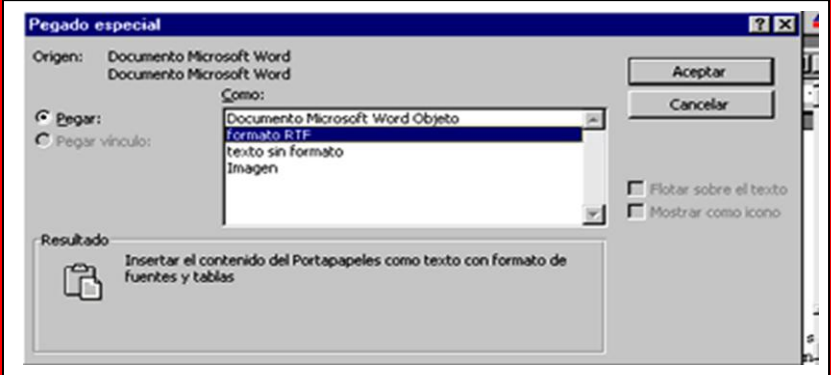 Pegado especial
Origen: Documento Microsoft Word
Documento Microsoft Word
Como:
Pegar:
Pegar vínculo:
Documento Microsoft Word Objeto
formato RTF
texto sin formato
Imagen
Aceptar
Cancelar
Flotar sobre el texto
Mostrar como icono
Resultado
Insertar el contenido del Portapapeles como texto con formato de
fuentes y tablas